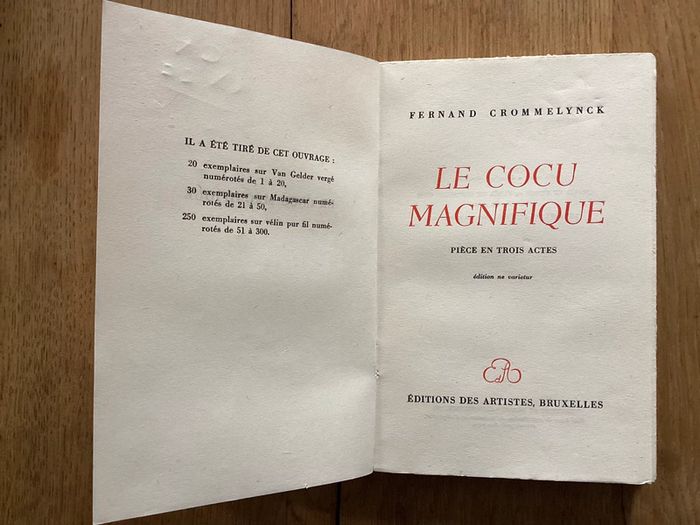 IL A ÉTÉ TIRÉ DE CET OUVRAGE :
20 exemplaires sur Van Gelder vergé
numérotés de 1 à 20,
30 exemplaires sur Madagascar numé-
rotés de 21 à 50,
250 exemplaires sur vélin pur fil numé-
rotés de 51 à 300.
FERNAND CROMMELYNCK
LE COCU
MAGNIFIQUE
PIÈCE EN TROIS ACTES
édition ne varietur
ÉDITIONS DES ARTISTES, BRUXELLES